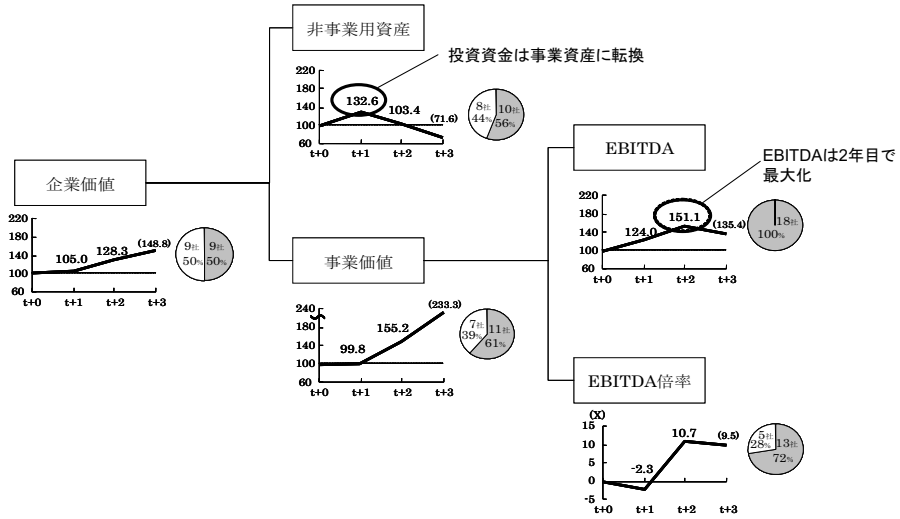 非事業用資産
投資資金は事業資産に転換
220
180
140
100
60
132.6
103.4
(71.6)
t+0 t+1 t+2 t+3
8社
44%
10社
56%
企業価値
220
180
140
100
60
105.0
128.3
(148.8)
t+0 t+1 t+2 t+3
9社
50%
9社
50%
事業価値
240
180
140
100
60
99.8
155.2
(233.3)
t+0 t+1 t+2 t+3
7社
39%
11社
61%
EBITDA
EBITDAは2年目で
最大化
220
180
140
100
60
124.0
151.1
(135.4)
t+0 t+1 t+2 t+3
18社
100%
EBITDA倍率
(X)
15
10
5
0
-5
-2.3
10.7
(9.5)
t+0 t+1 t+2 t+3
5社
28%
13社
72%